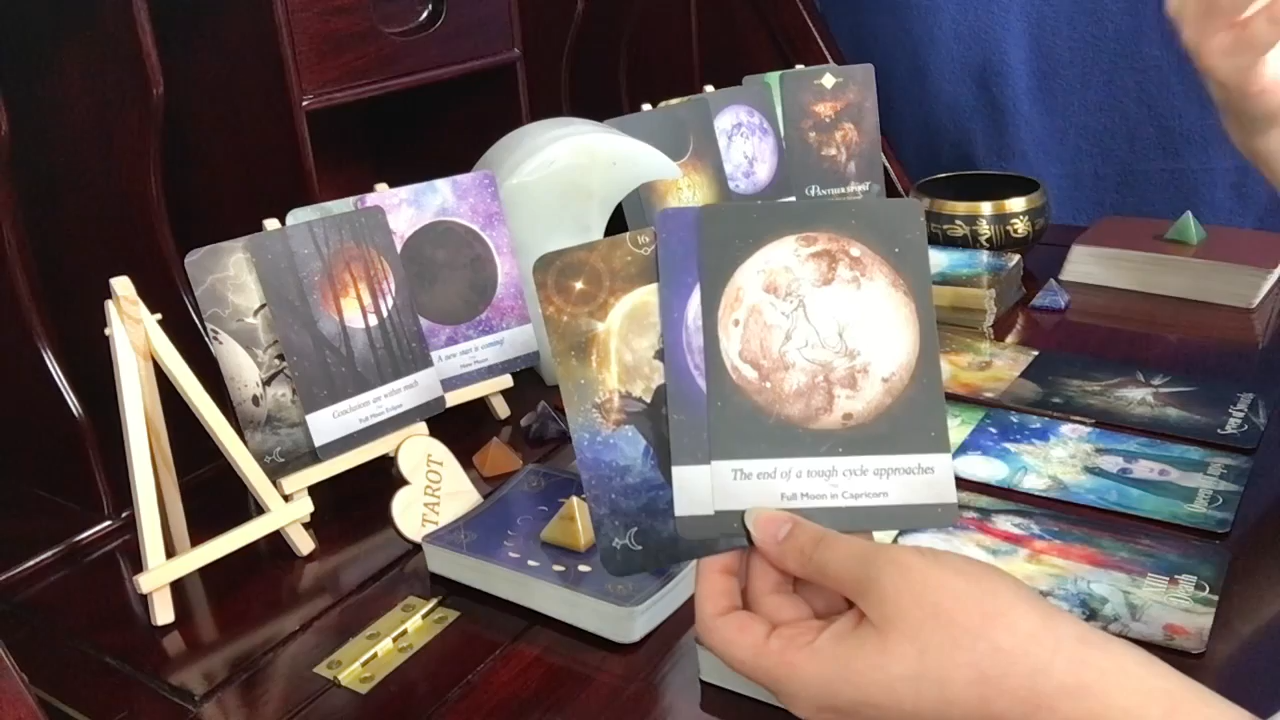 PANTHER SPIRIT
16
A new start is coming!
New Moon
Conclusions are within reach
Full Moon Eclipse
The end of a tough cycle approaches
Full Moon in Capricorn
TAROT
Seven of Swords
Queen of Cups
XIII
Death